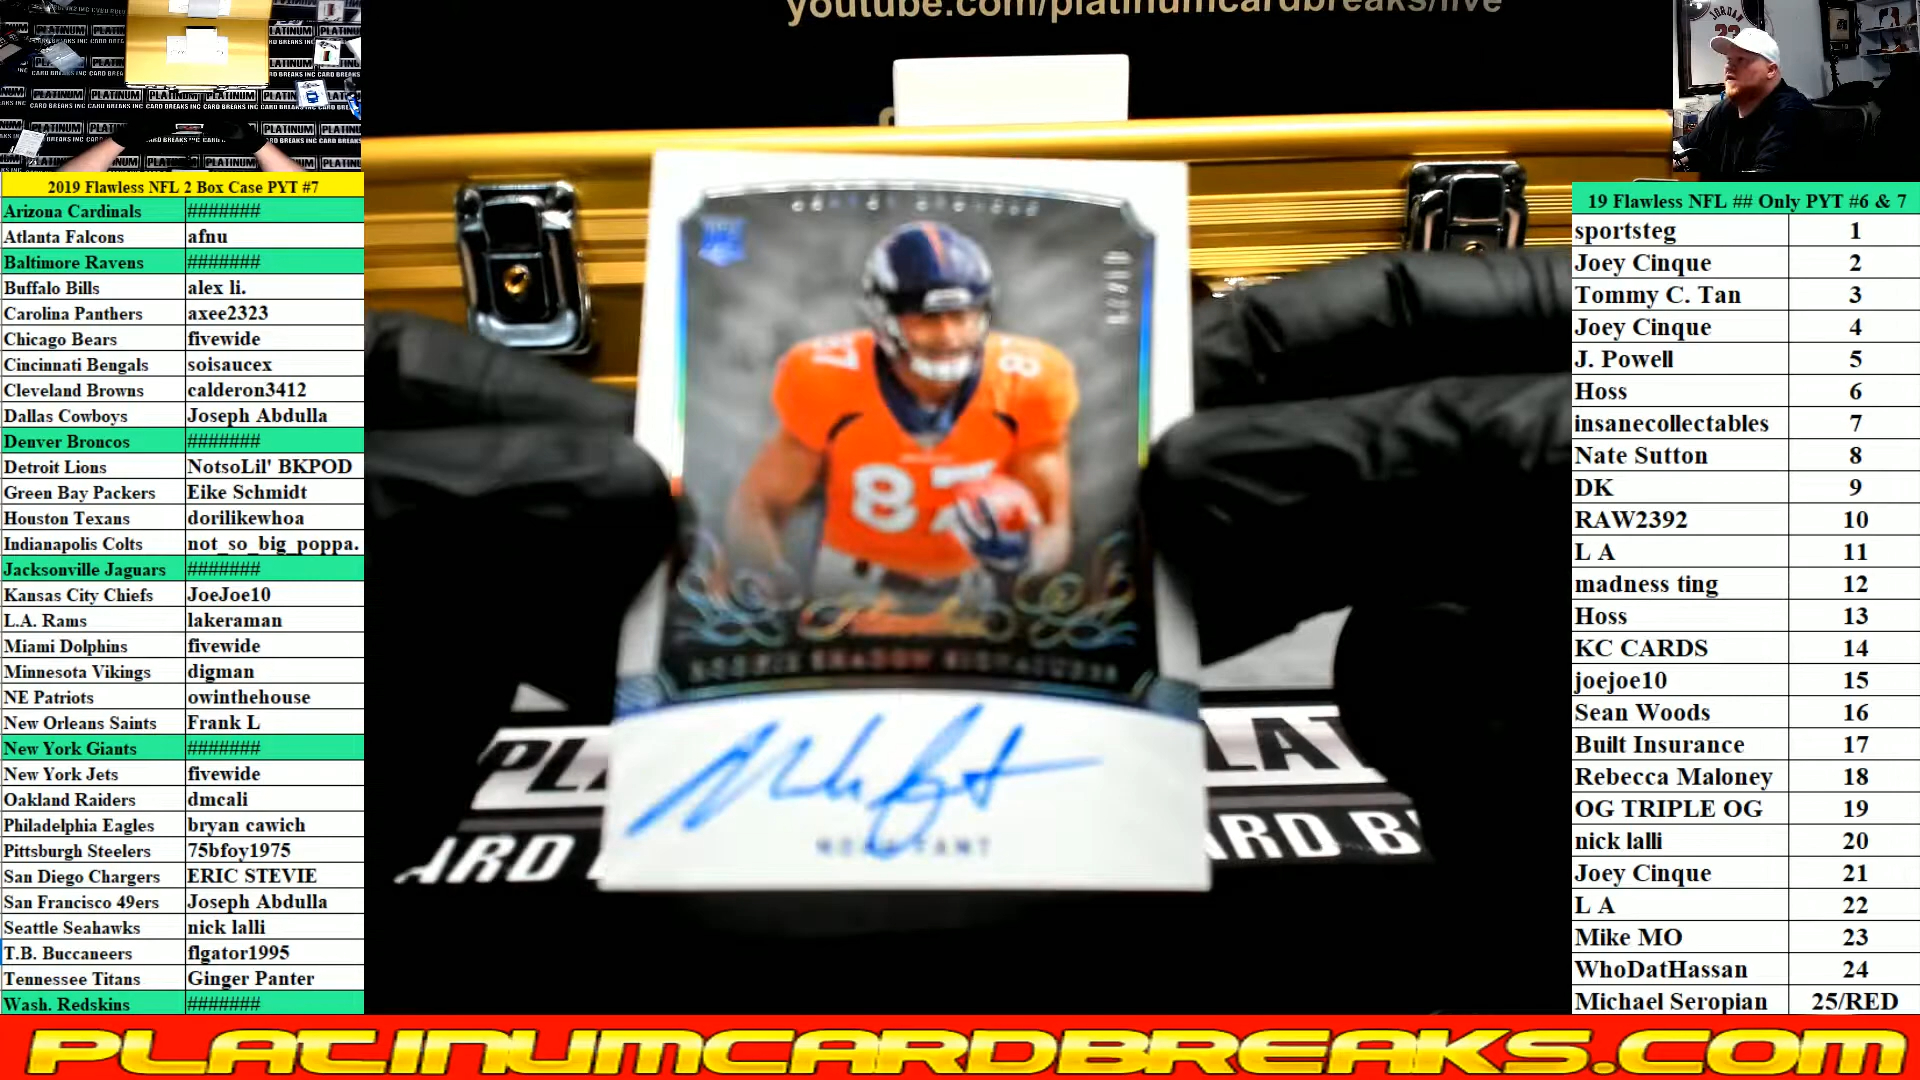 youtube.com/platinumcardbreaks/live
2019 Flawless NFL 2 Box Case PYT #7
Arizona Cardinals #######
Atlanta Falcons afnu
Baltimore Ravens #######
Buffalo Bills alex li.
Carolina Panthers axee2323
Chicago Bears fivewide
Cincinnati Bengals soisaucex
Cleveland Browns calderon3412
Dallas Cowboys Joseph Abdulla
Denver Broncos #######
Detroit Lions NotsoLil' BKPOD
Green Bay Packers Eike Schmidt
Houston Texans dorilikewhoa
Indianapolis Colts not_so_big_poppa.
Jacksonville Jaguars #######
Kansas City Chiefs JoeJoe10
L.A. Rams lakeraman
Miami Dolphins fivewide
Minnesota Vikings digman
NE Patriots owinthehouse
New Orleans Saints Frank L
New York Giants #######
New York Jets fivewide
Oakland Raiders dmcali
Philadelphia Eagles bryan cawich
Pittsburgh Steelers 75bfoy1975
San Diego Chargers ERIC STEVIE
San Francisco 49ers Joseph Abdulla
Seattle Seahawks nick lalli
T.B. Buccaneers flgator1995
Tennessee Titans Ginger Panter
Wash. Redskins #######
87
ROOKIE SHADOW SIGNATURES
NOAH FANT
19 Flawless NFL ## Only PYT #6 & 7
sportsteg 1
Joey Cinque 2
Tommy C. Tan 3
Joey Cinque 4
J. Powell 5
Hoss 6
insanecollectables 7
Nate Sutton 8
DK 9
RAW2392 10
L A 11
madness ting 12
Hoss 13
KC CARDS 14
joejoe10 15
Sean Woods 16
Built Insurance 17
Rebecca Maloney 18
OG TRIPLE OG 19
nick lalli 20
Joey Cinque 21
L A 22
Mike MO 23
WhoDatHassan 24
Michael Seropian 25/RED
PLATINUMCARDBREAKS.COM